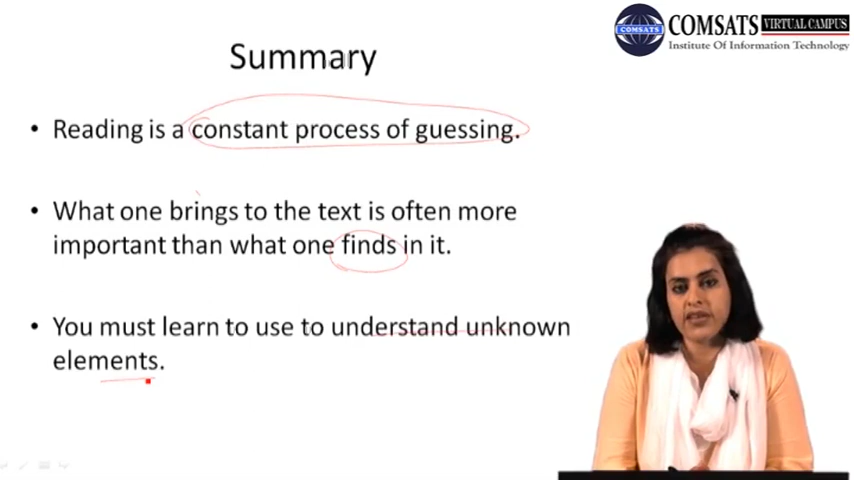 COMSATS VIRTUAL CAMPUS
COMSATS
Institute Of Information Technology
Summary
• Reading is a constant process of guessing.
• What one brings to the text is often more
important than what one finds in it.
• You must learn to use to understand unknown
elements.